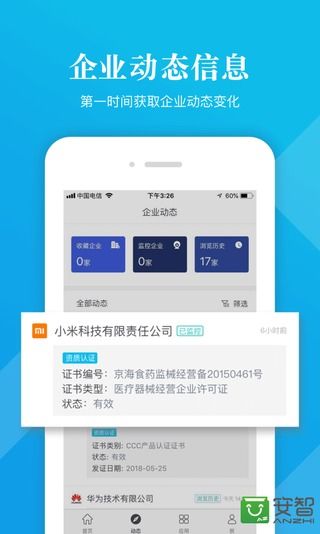 企业动态信息
第一时间获取企业动态变化
中国电信 下午3:26 60%
企业动态
收藏企业
0家
监控企业
0家
浏览历史
17家
全部动态 筛选
小米科技有限责任公司 已监控 6小时前
资质认证
证书编号： 京海食药监械经营备20150461号
证书类型： 医疗器械经营企业许可证
状态： 有效
证书类别: CCC产品认证证书
状态: 有效
发证日期: 2018-05-25
华为技术有限公司 浏览历史 今天
首页 动态 应用 我
安智
ANZHI